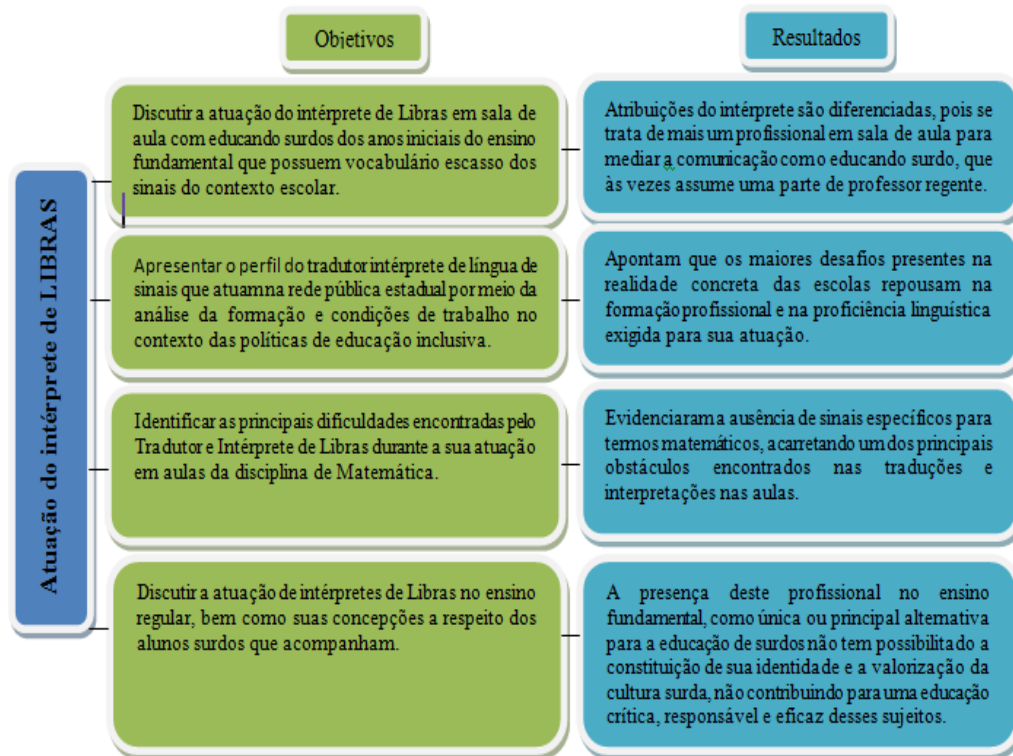 Objetivos
Resultados
Atuação do intérprete de LIBRAS
Discutir a atuação do intérprete de Libras em sala de
aula com educando surdos dos anos iniciais do ensino
fundamental que possuem vocabulário escasso dos
sinais do contexto escolar.
Atribuições do intérprete são diferenciadas, pois se
trata de mais um profissional em sala de aula para
mediar a comunicação como educando surdo, que
às vezes assume uma parte de professor regente.
Apresentar o perfil do tradutor intérprete de língua de
sinais que atuam na rede pública estadual por meio da
análise da formação e condições de trabalho no
contexto das políticas de educação inclusiva.
Apontam que os maiores desafios presentes na
realidade concreta das escolas repousam na
formação profissional e na proficiência linguística
exigida para sua atuação.
Identificar as principais dificuldades encontradas pelo
Tradutor e Intérprete de Libras durante a sua atuação
em aulas da disciplina de Matemática.
Evidenciaram a ausência de sinais específicos para
termos matemáticos, acarretando um dos principais
obstáculos encontrados nas traduções e
interpretações nas aulas.
Discutir a atuação de intérpretes de Libras no ensino
regular, bem como suas concepções a respeito dos
alunos surdos que acompanham.
A presença deste profissional no ensino
fundamental, como única ou principal alternativa
para a educação de surdos não tem possibilitado a
constituição de sua identidade e a valorização da
cultura surda, não contribuindo para uma educação
crítica, responsável e eficaz desses sujeitos.